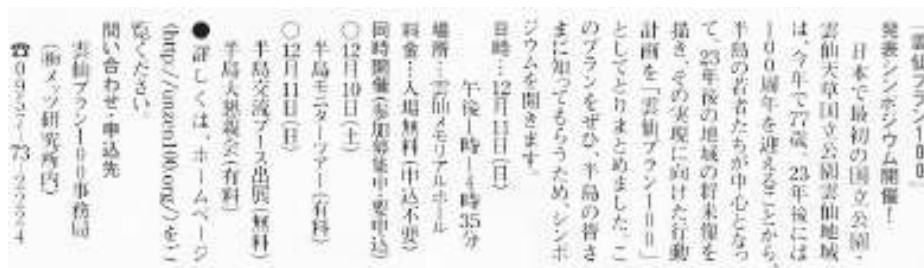 「雲仙プラン100」
発表シンポジウム開催!
日本で最初の国立公園・
雲仙天草国立公園雲仙地域
は、今年で77歳、23年後には
100周年を迎えることから、
半島の若者たちが中心となっ
て、23年後の地域の将来像を
描き、その実現に向けた行動
計画を「雲仙プラン100」
としてとりまとめました。こ
のプランをぜひ、半島の皆さ
まに知ってもらうため、シンポ
ジウムを開きます。
日時…12月11日(日)
午後1時~4時35分
場所…雲仙メモリアルホール
料金…入場無料(申込不要)
同時開催(参加募集中・要申込)
○12月10日(土)
半島モニターツアー(有料)
○12月11日(日)
半島交流ブース出展(無料)
半島大懇親会(有料)
●詳しくは、ホームページ
(http://unzen100.org/)をご
覧ください。
問い合わせ・申込先
雲仙プラン100事務局
(㈱メッツ研究所内)
☎0957-73-2224